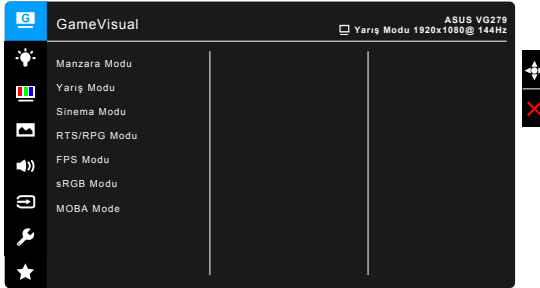 G
GameVisual
ASUS VG279
Yarış Modu 1920x1080@ 144Hz
Manzara Modu
Yarış Modu
Sinema Modu
RTS/RPG Modu
FPS Modu
sRGB Modu
MOBA Mode